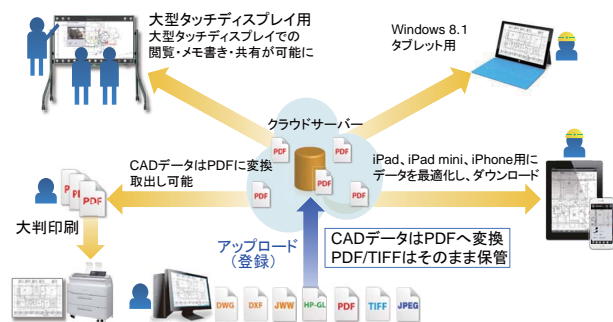 大型タッチディスプレイ用
大型タッチディスプレイでの
閲覧・メモ書き・共有が可能に
Windows 8.1
タブレット用
クラウドサーバー
PDF
PDF
PDF
PDF
PDF
CADデータはPDFに変換
取出し可能
iPad、iPad mini、iPhone用に
データを最適化し、ダウンロード
PDF
大判印刷
アップロード
（登録）
CADデータはPDFへ変換
PDF/TIFFはそのまま保管
DWG
DXF
JWW
HP-GL
PDF
TIFF
JPEG